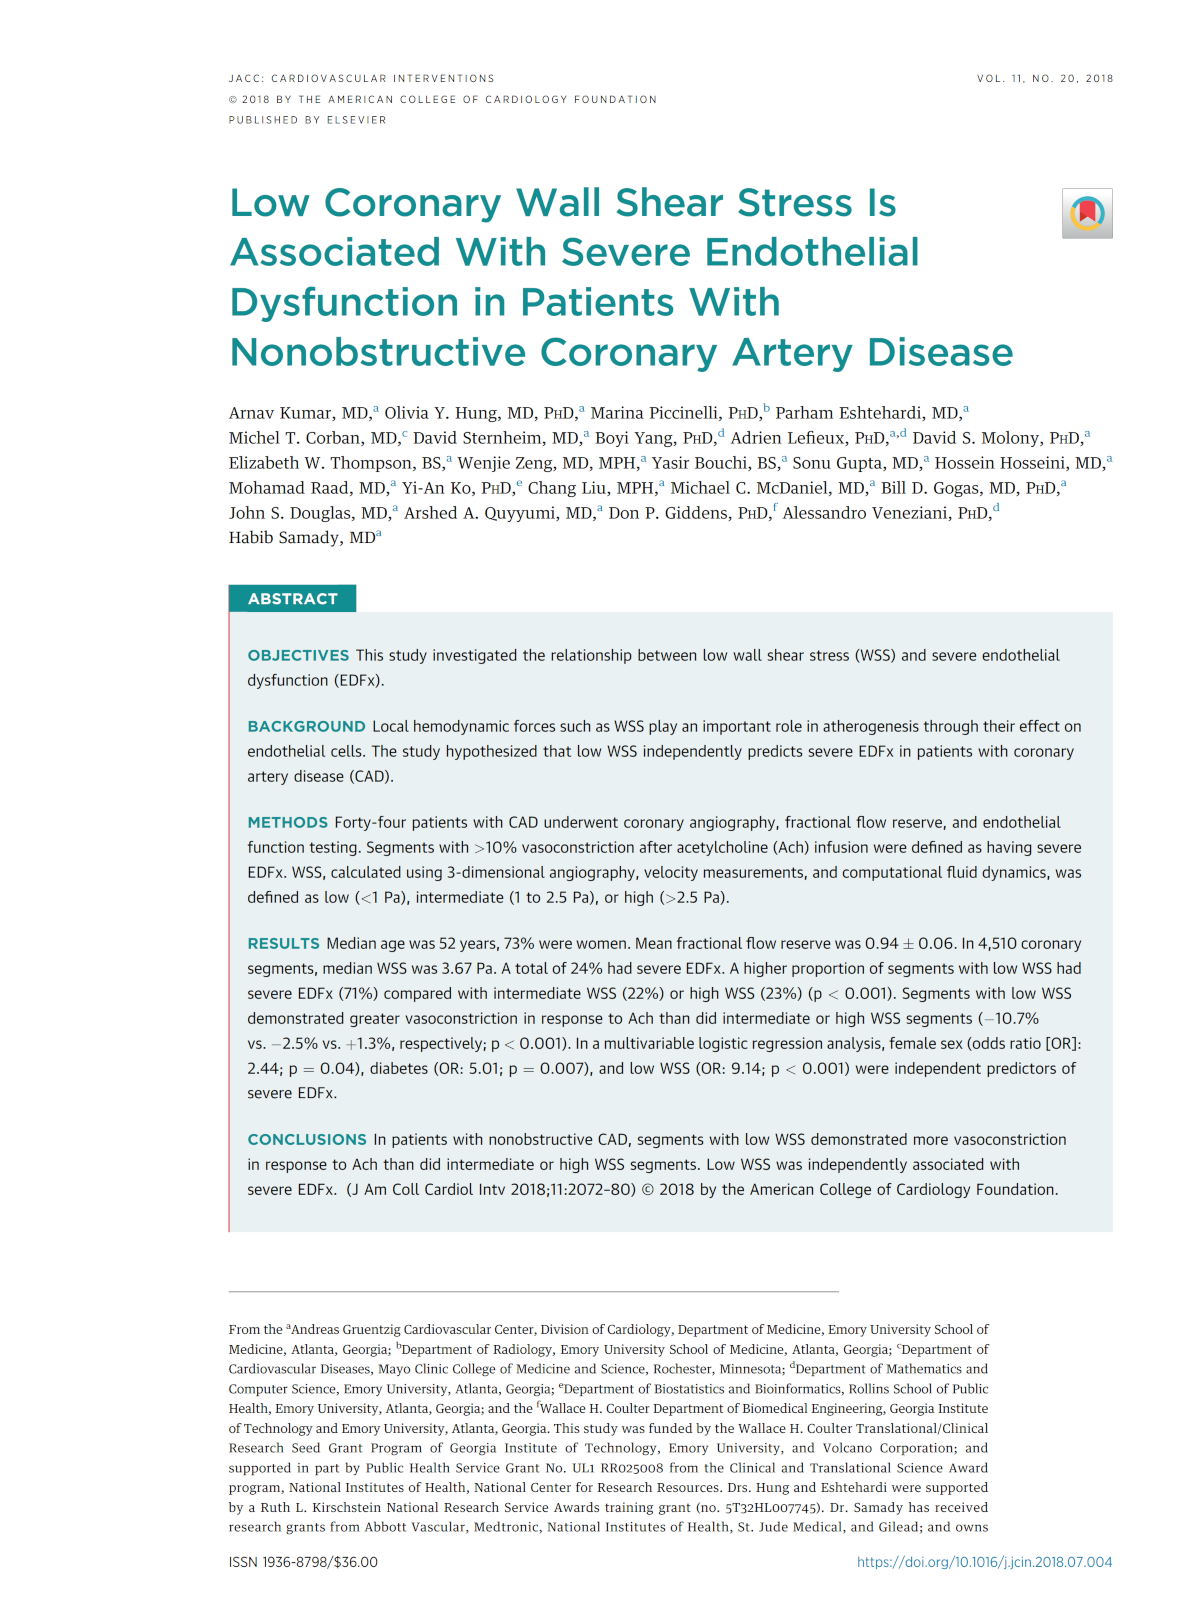 JACC: CARDIOVASCULAR INTERVENTIONS
VOL. 11, NO. 20, 2018
© 2018 BY THE AMERICAN COLLEGE OF CARDIOLOGY FOUNDATION
PUBLISHED BY ELSEVIER
Low Coronary Wall Shear Stress Is
Associated With Severe Endothelial
Dysfunction in Patients With
Nonobstructive Coronary Artery Disease
Arnav Kumar, MD,ᵃ Olivia Y. Hung, MD, PHD,ᵃ Marina Piccinelli, PHD,ᵇ Parham Eshtehardi, MD,ᵃ
Michel T. Corban, MD,ᶜ David Sternheim, MD,ᵃ Boyi Yang, PHD,ᵈ Adrien Lefieux, PHD,ᵃ,ᵈ David S. Molony, PHD,ᵃ
Elizabeth W. Thompson, BS,ᵃ Wenjie Zeng, MD, MPH,ᵃ Yasir Bouchi, BS,ᵃ Sonu Gupta, MD,ᵃ Hossein Hosseini, MD,ᵃ
Mohamad Raad, MD,ᵃ Yi-An Ko, PHD,ᵉ Chang Liu, MPH,ᵃ Michael C. McDaniel, MD,ᵃ Bill D. Gogas, MD, PHD,ᵃ
John S. Douglas, MD,ᵃ Arshed A. Quyyumi, MD,ᵃ Don P. Giddens, PHD,ᶠ Alessandro Veneziani, PHD,ᵈ
Habib Samady, MDᵃ
ABSTRACT
OBJECTIVES This study investigated the relationship between low wall shear stress (WSS) and severe endothelial
dysfunction (EDFx).
BACKGROUND Local hemodynamic forces such as WSS play an important role in atherogenesis through their effect on
endothelial cells. The study hypothesized that low WSS independently predicts severe EDFx in patients with coronary
artery disease (CAD).
METHODS Forty-four patients with CAD underwent coronary angiography, fractional flow reserve, and endothelial
function testing. Segments with >10% vasoconstriction after acetylcholine (Ach) infusion were defined as having severe
EDFx. WSS, calculated using 3-dimensional angiography, velocity measurements, and computational fluid dynamics, was
defined as low (<1 Pa), intermediate (1 to 2.5 Pa), or high (>2.5 Pa).
RESULTS Median age was 52 years, 73% were women. Mean fractional flow reserve was 0.94 ± 0.06. In 4,510 coronary
segments, median WSS was 3.67 Pa. A total of 24% had severe EDFx. A higher proportion of segments with low WSS had
severe EDFx (71%) compared with intermediate WSS (22%) or high WSS (23%) (p < 0.001). Segments with low WSS
demonstrated greater vasoconstriction in response to Ach than did intermediate or high WSS segments (−10.7%
vs. −2.5% vs. +1.3%, respectively; p < 0.001). In a multivariable logistic regression analysis, female sex (odds ratio [OR]:
2.44; p = 0.04), diabetes (OR: 5.01; p = 0.007), and low WSS (OR: 9.14; p < 0.001) were independent predictors of
severe EDFx.
CONCLUSIONS In patients with nonobstructive CAD, segments with low WSS demonstrated more vasoconstriction
in response to Ach than did intermediate or high WSS segments. Low WSS was independently associated with
severe EDFx. (J Am Coll Cardiol Intv 2018;11:2072–80) © 2018 by the American College of Cardiology Foundation.
From the ᵃAndreas Gruentzig Cardiovascular Center, Division of Cardiology, Department of Medicine, Emory University School of
Medicine, Atlanta, Georgia; ᵇDepartment of Radiology, Emory University School of Medicine, Atlanta, Georgia; ᶜDepartment of
Cardiovascular Diseases, Mayo Clinic College of Medicine and Science, Rochester, Minnesota; ᵈDepartment of Mathematics and
Computer Science, Emory University, Atlanta, Georgia; ᵉDepartment of Biostatistics and Bioinformatics, Rollins School of Public
Health, Emory University, Atlanta, Georgia; and the ᶠWallace H. Coulter Department of Biomedical Engineering, Georgia Institute
of Technology and Emory University, Atlanta, Georgia. This study was funded by the Wallace H. Coulter Translational/Clinical
Research Seed Grant Program of Georgia Institute of Technology, Emory University, and Volcano Corporation; and
supported in part by Public Health Service Grant No. UL1 RR025008 from the Clinical and Translational Science Award
program, National Institutes of Health, National Center for Research Resources. Drs. Hung and Eshtehardi were supported
by a Ruth L. Kirschstein National Research Service Awards training grant (no. 5T32HL007745). Dr. Samady has received
research grants from Abbott Vascular, Medtronic, National Institutes of Health, St. Jude Medical, and Gilead; and owns
ISSN 1936-8798/$36.00
https://doi.org/10.1016/j.jcin.2018.07.004